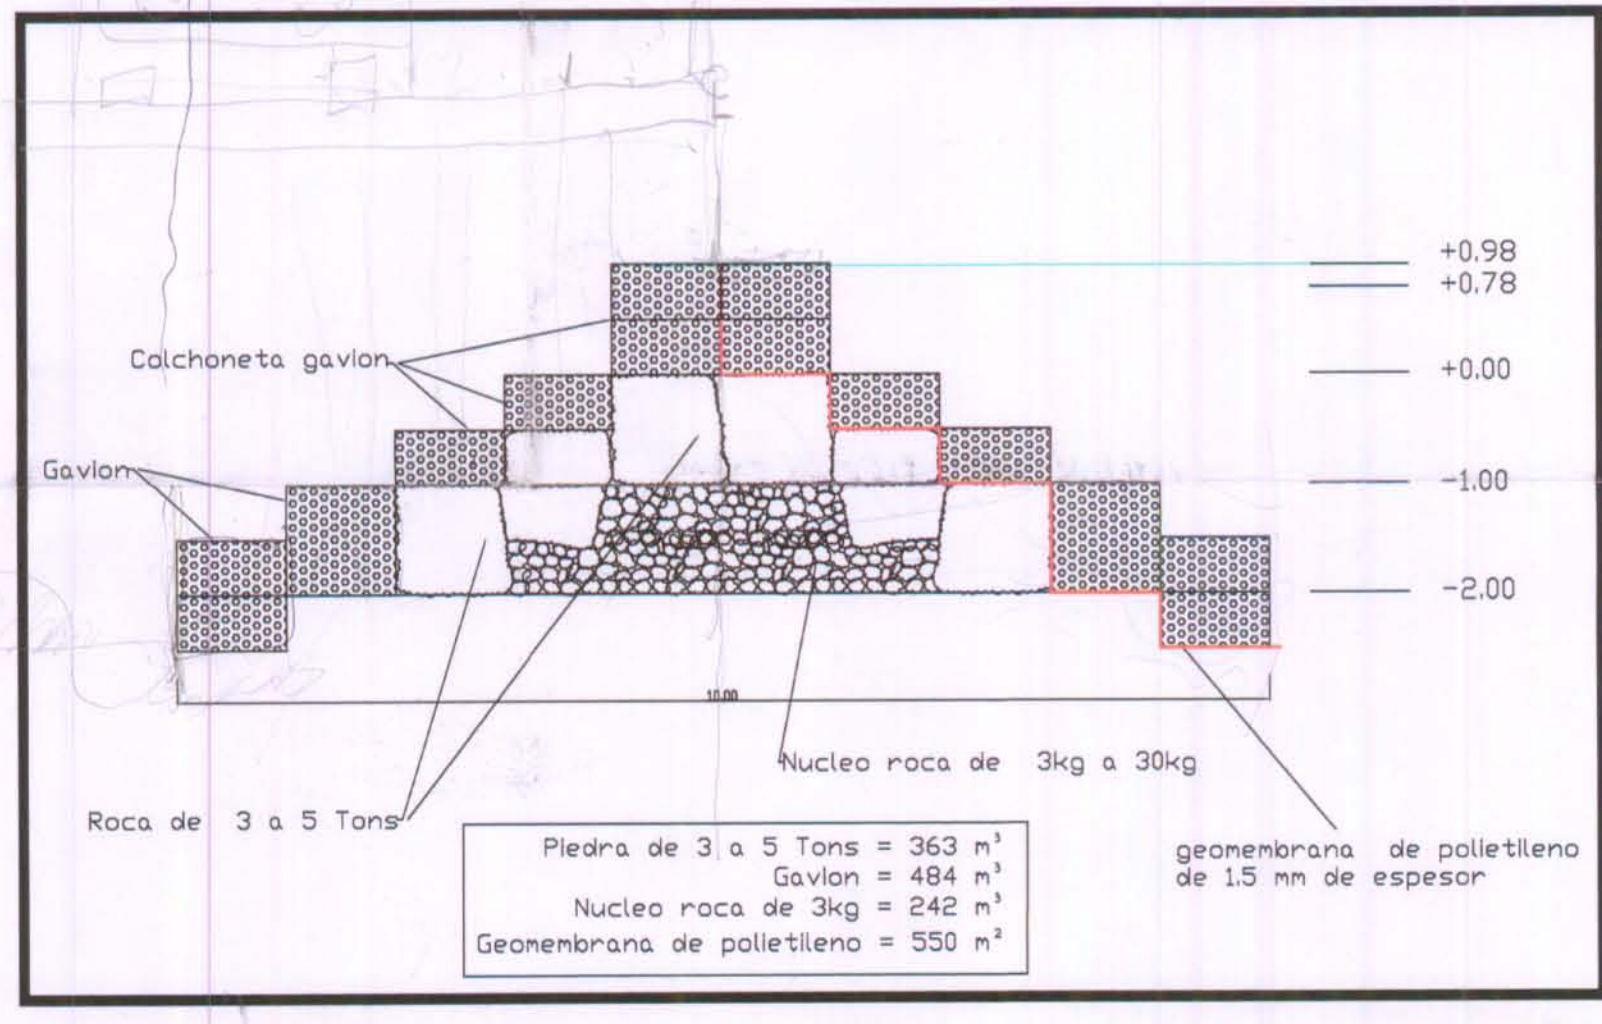 +0.98
+0.78
Colchoneta gavion
+0.00
Gavion
-1.00
-2.00
10.00
Nucleo roca de 3kg a 30kg
Roca de 3 a 5 Tons
geomembrana de polietileno
de 1.5 mm de espesor
Piedra de 3 a 5 Tons = 363 m³
Gavion = 484 m³
Nucleo roca de 3kg = 242 m³
Geomembrana de polietileno = 550 m²